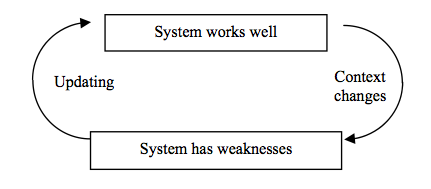 System works well
Updating
Context
changes
System has weaknesses